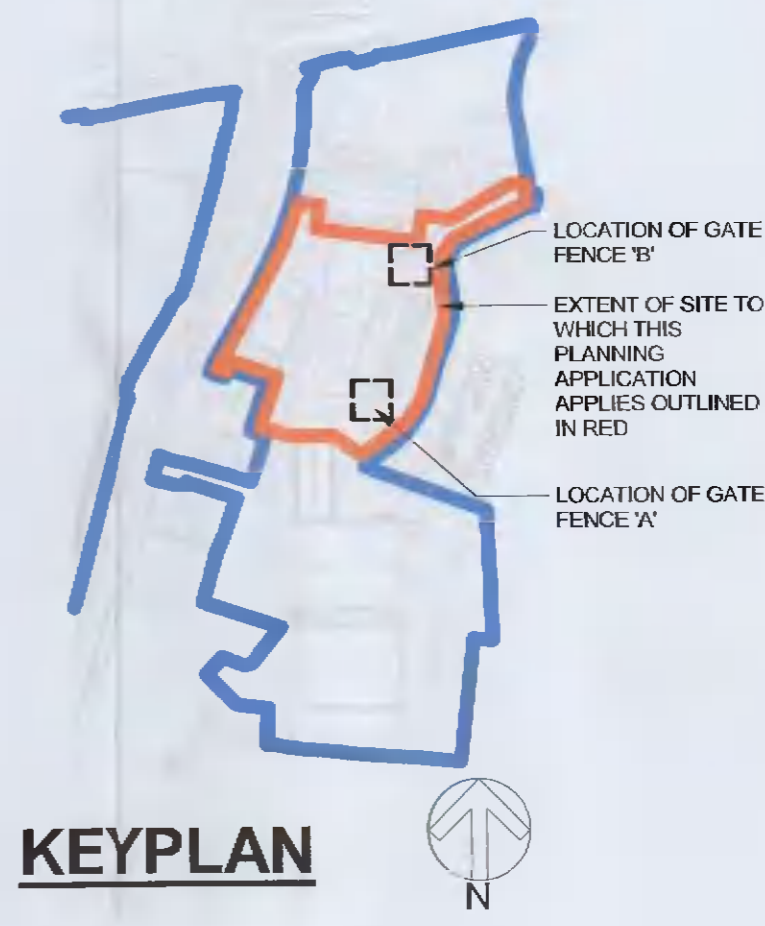 LOCATION OF GATE
FENCE 'B'
EXTENT OF SITE TO
WHICH THIS
PLANNING
APPLICATION
APPLIES OUTLINED
IN RED
LOCATION OF GATE
FENCE 'A'
KEYPLAN
N